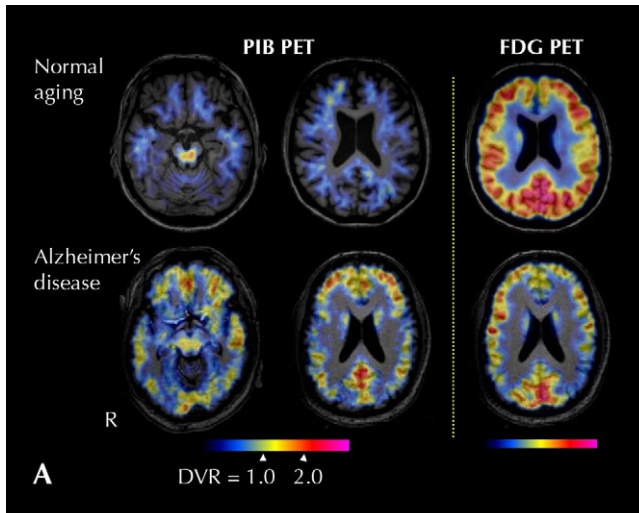 PIB PET
FDG PET
Normal
aging
Alzheimer's
disease
R
DVR = 1.0 2.0
A